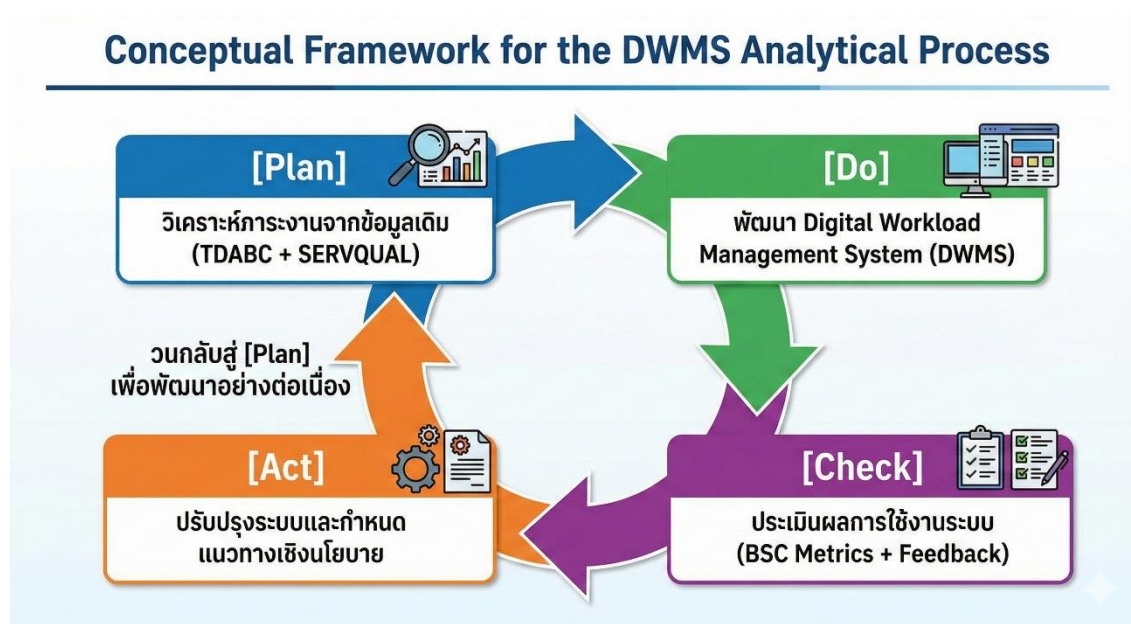 Conceptual Framework for the DWMS Analytical Process
[Plan]
วิเคราะห์ภาระงานจากข้อมูลเดิม
(TDABC + SERVQUAL)
[Do]
พัฒนา Digital Workload
Management System (DWMS)
วนกลับสู่ [Plan]
เพื่อพัฒนาอย่างต่อเนื่อง
[Act]
ปรับปรุงระบบและกำหนด
แนวทางเชิงนโยบาย
[Check]
ประเมินผลการใช้งานระบบ
(BSC Metrics + Feedback)